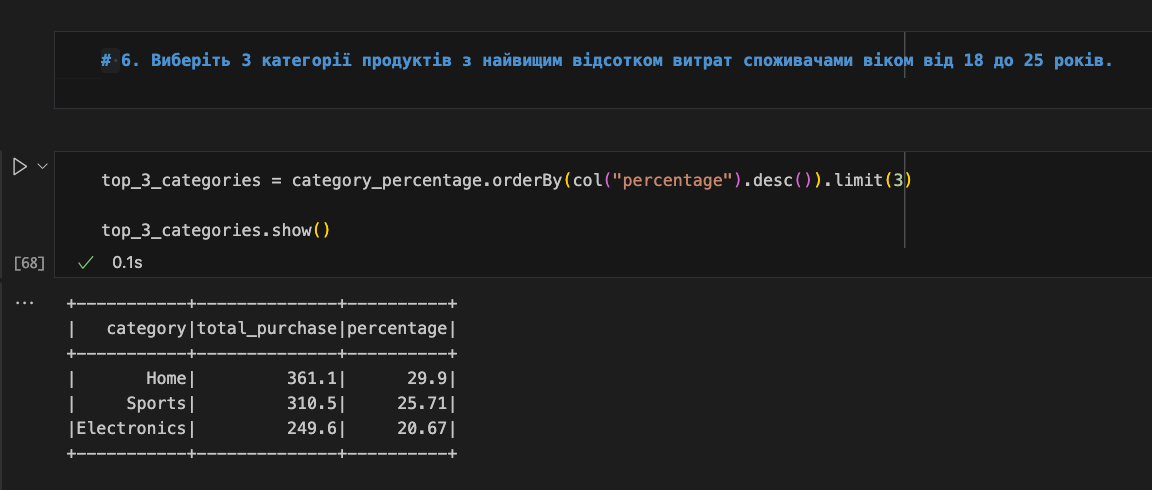 # 6. Виберіть 3 категорії продуктів з найвищим відсотком витрат споживачами віком від 18 до 25 років.
top_3_categories = category_percentage.orderBy(col("percentage").desc()).limit(3)
top_3_categories.show()
[68] ✓ 0.1s
... +-----------+--------------+----------+
|   category|total_purchase|percentage|
+-----------+--------------+----------+
|       Home|         361.1|      29.9|
|     Sports|         310.5|     25.71|
|Electronics|         249.6|     20.67|
+-----------+--------------+----------+